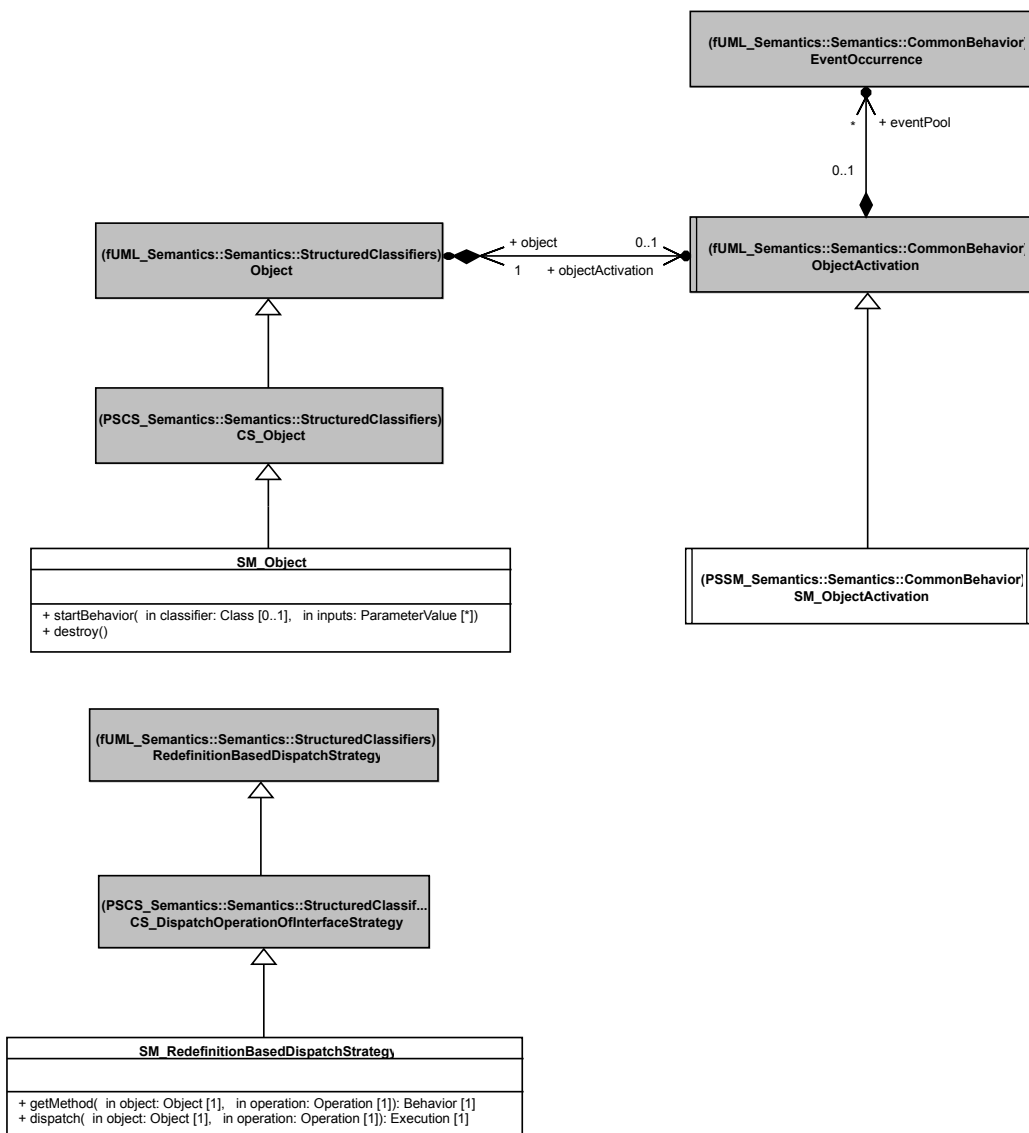 (fUML_Semantics::Semantics::CommonBehavior)
EventOccurrence
* + eventPool
0..1
(fUML_Semantics::Semantics::StructuredClassifiers)
Object
+ object 0..1
1 + objectActivation
(fUML_Semantics::Semantics::CommonBehavior)
ObjectActivation
(PSCS_Semantics::Semantics::StructuredClassifiers)
CS_Object
SM_Object
+ startBehavior( in classifier: Class [0..1], in inputs: ParameterValue [*])
+ destroy()
(PSSM_Semantics::Semantics::CommonBehavior)
SM_ObjectActivation
(fUML_Semantics::Semantics::StructuredClassifiers)
RedefinitionBasedDispatchStrategy
(PSCS_Semantics::Semantics::StructuredClassif...
CS_DispatchOperationOfInterfaceStrategy
SM_RedefinitionBasedDispatchStrategy
+ getMethod( in object: Object [1], in operation: Operation [1]): Behavior [1]
+ dispatch( in object: Object [1], in operation: Operation [1]): Execution [1]